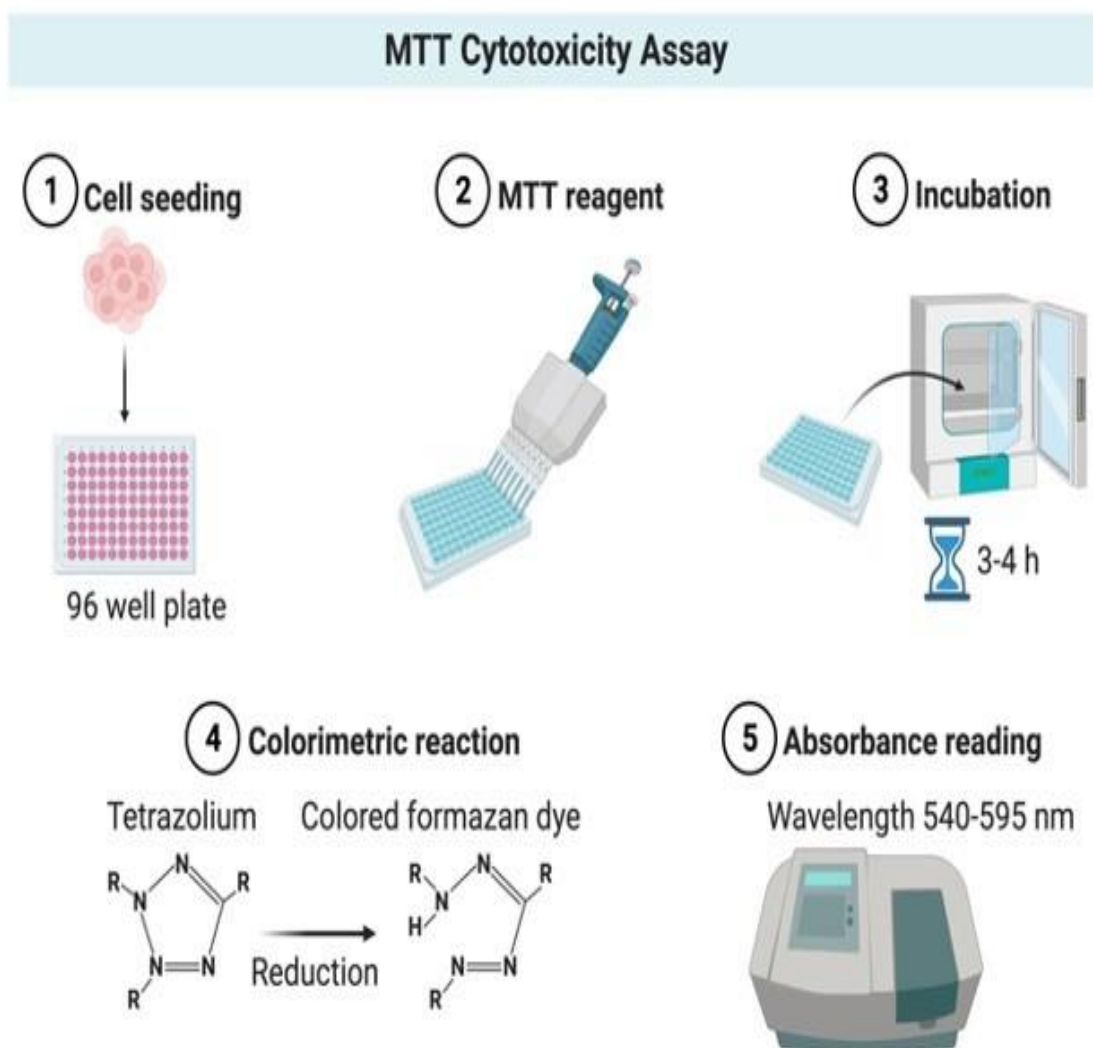 MTT Cytotoxicity Assay
1 Cell seeding
96 well plate
2 MTT reagent
3 Incubation
3-4 h
4 Colorimetric reaction
Tetrazolium
Colored formazan dye
R
N
N
R
N
N
R
Reduction
R
N
H
N
R
N
N
R
5 Absorbance reading
Wavelength 540-595 nm